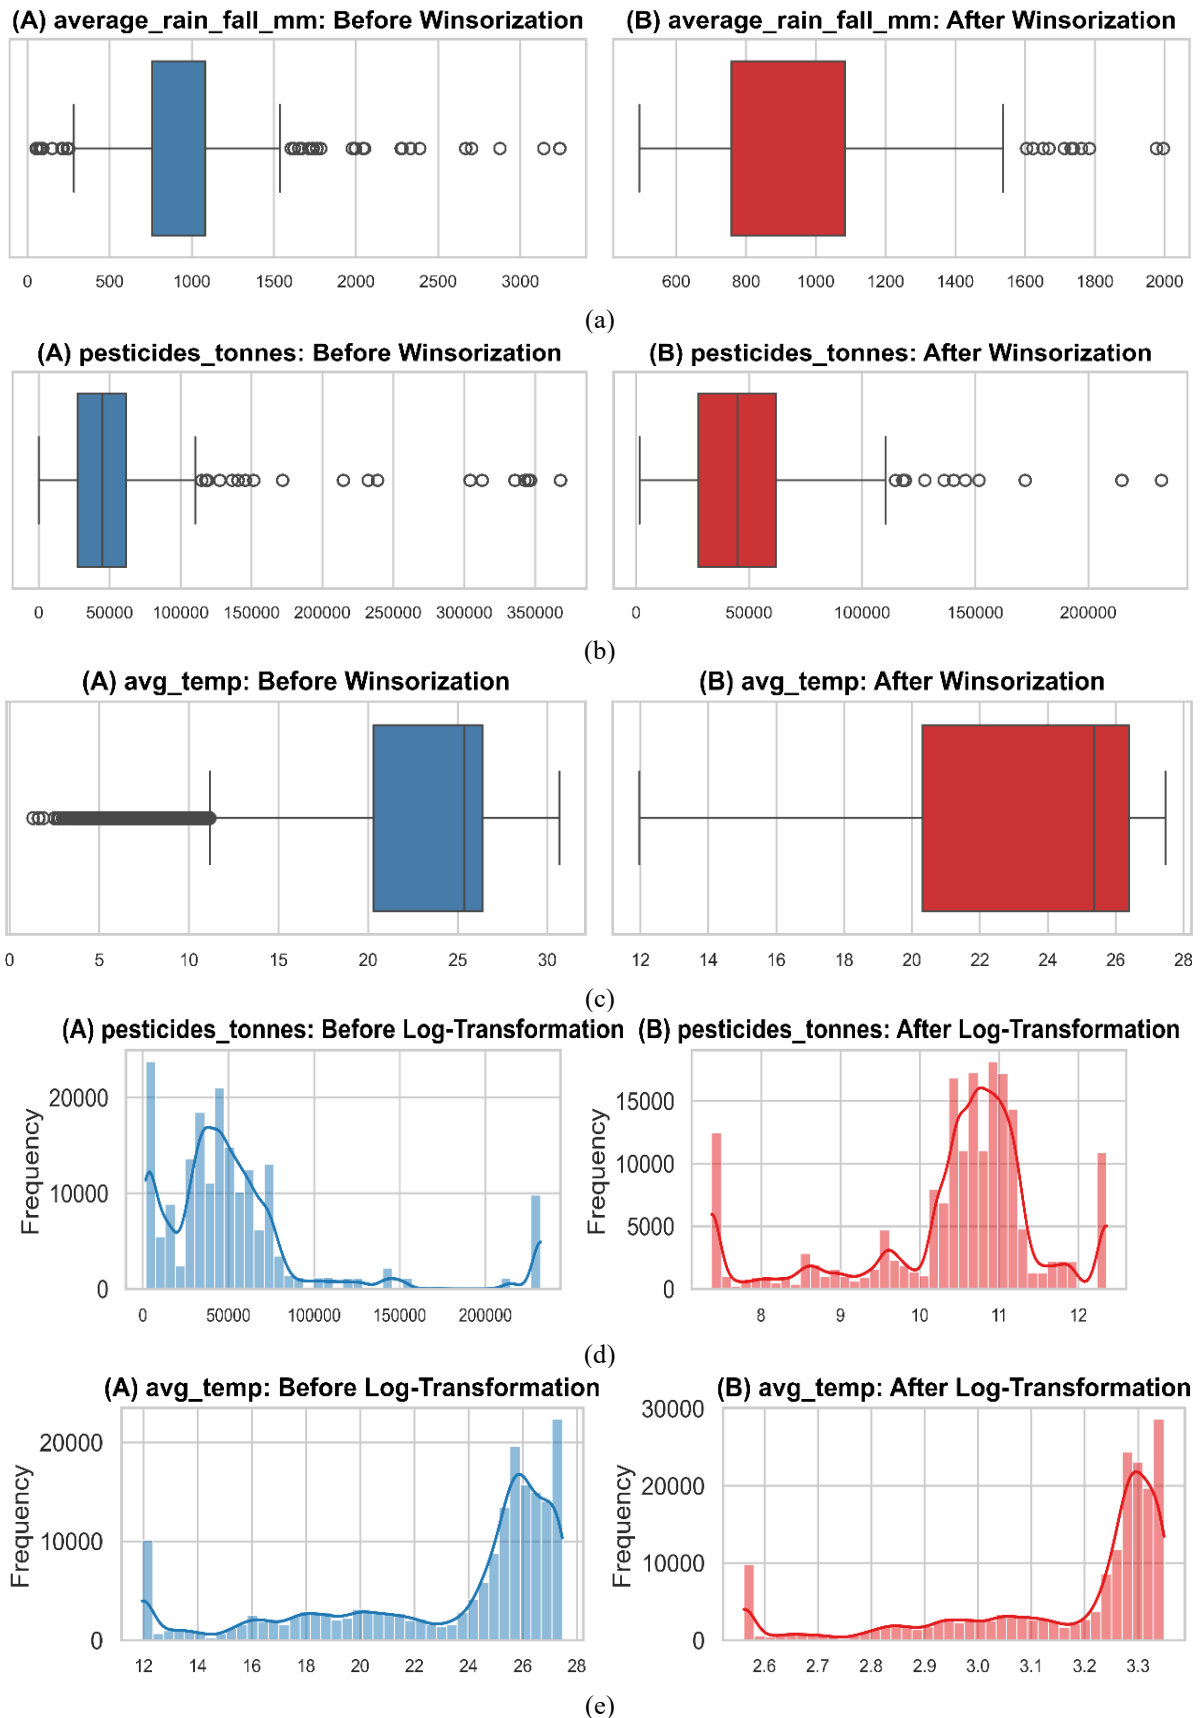 (A) average_rain_fall_mm: Before Winsorization (B) average_rain_fall_mm: After Winsorization
0 500 1000 1500 2000 2500 3000 600 800 1000 1200 1400 1600 1800 2000
(a)
(A) pesticides_tonnes: Before Winsorization (B) pesticides_tonnes: After Winsorization
0 50000 100000 150000 200000 250000 300000 350000 0 50000 100000 150000 200000
(b)
(A) avg_temp: Before Winsorization (B) avg_temp: After Winsorization
0 5 10 15 20 25 30 12 14 16 18 20 22 24 26 28
(c)
(A) pesticides_tonnes: Before Log-Transformation (B) pesticides_tonnes: After Log-Transformation
Frequency
20000
10000
0
0 50000 100000 150000 200000
Frequency
15000
10000
5000
0
8 9 10 11 12
(d)
(A) avg_temp: Before Log-Transformation (B) avg_temp: After Log-Transformation
Frequency
20000
10000
0
12 14 16 18 20 22 24 26 28
Frequency
30000
20000
10000
0
2.6 2.7 2.8 2.9 3.0 3.1 3.2 3.3
(e)